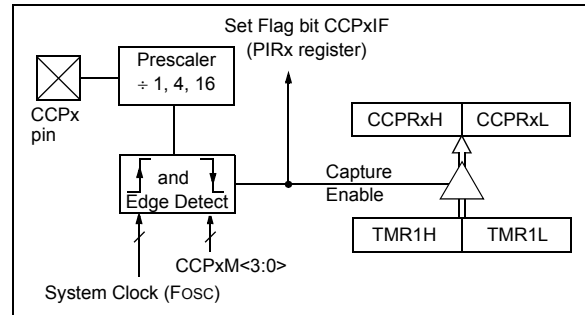 Set Flag bit CCPxIF
(PIRx register)
Prescaler
÷ 1, 4, 16
CCPx
pin
CCPRxH CCPRxL
and
Edge Detect
Capture
Enable
TMR1H TMR1L
CCPxM<3:0>
System Clock (FOSC)